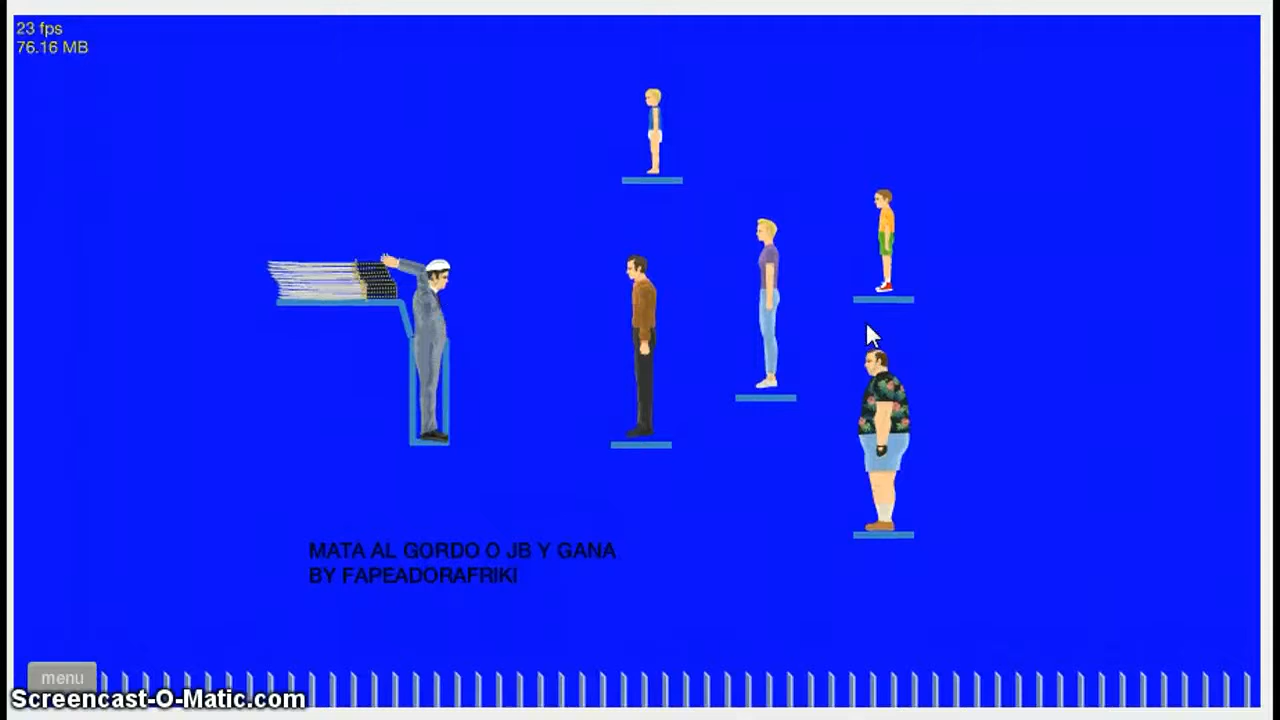 23 fps
76.16 MB
MATA AL GORDO O JB Y GANA
BY FAPEADORAFRIKI
menu
Screencast-O-Matic.com